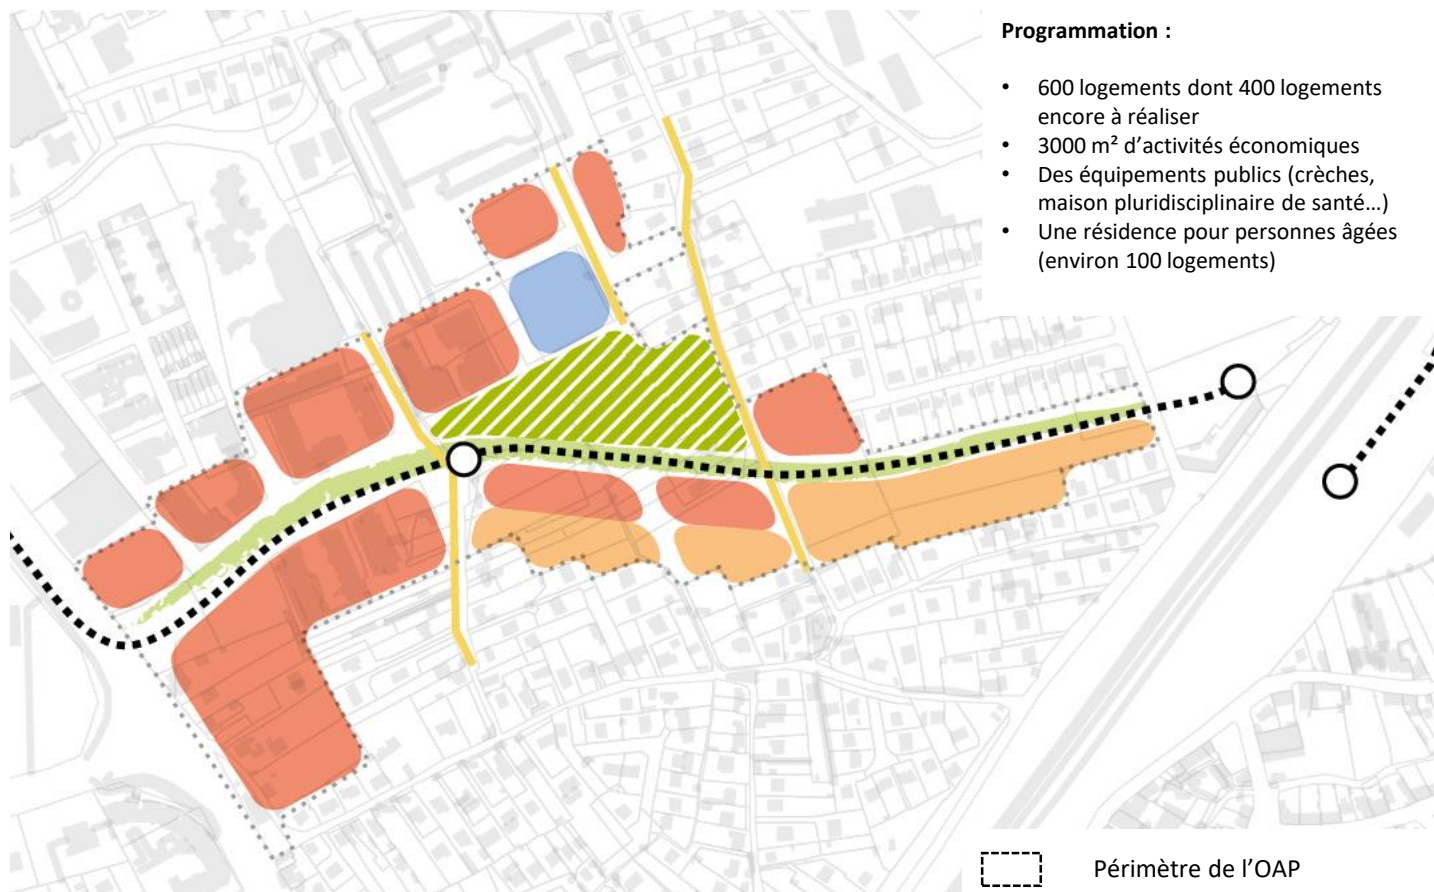 Programmation :
• 600 logements dont 400 logements
encore à réaliser
• 3000 m² d’activités économiques
• Des équipements publics (crèches,
maison pluridisciplinaire de santé…)
• Une résidence pour personnes âgées
(environ 100 logements)
Périmètre de l’OAP